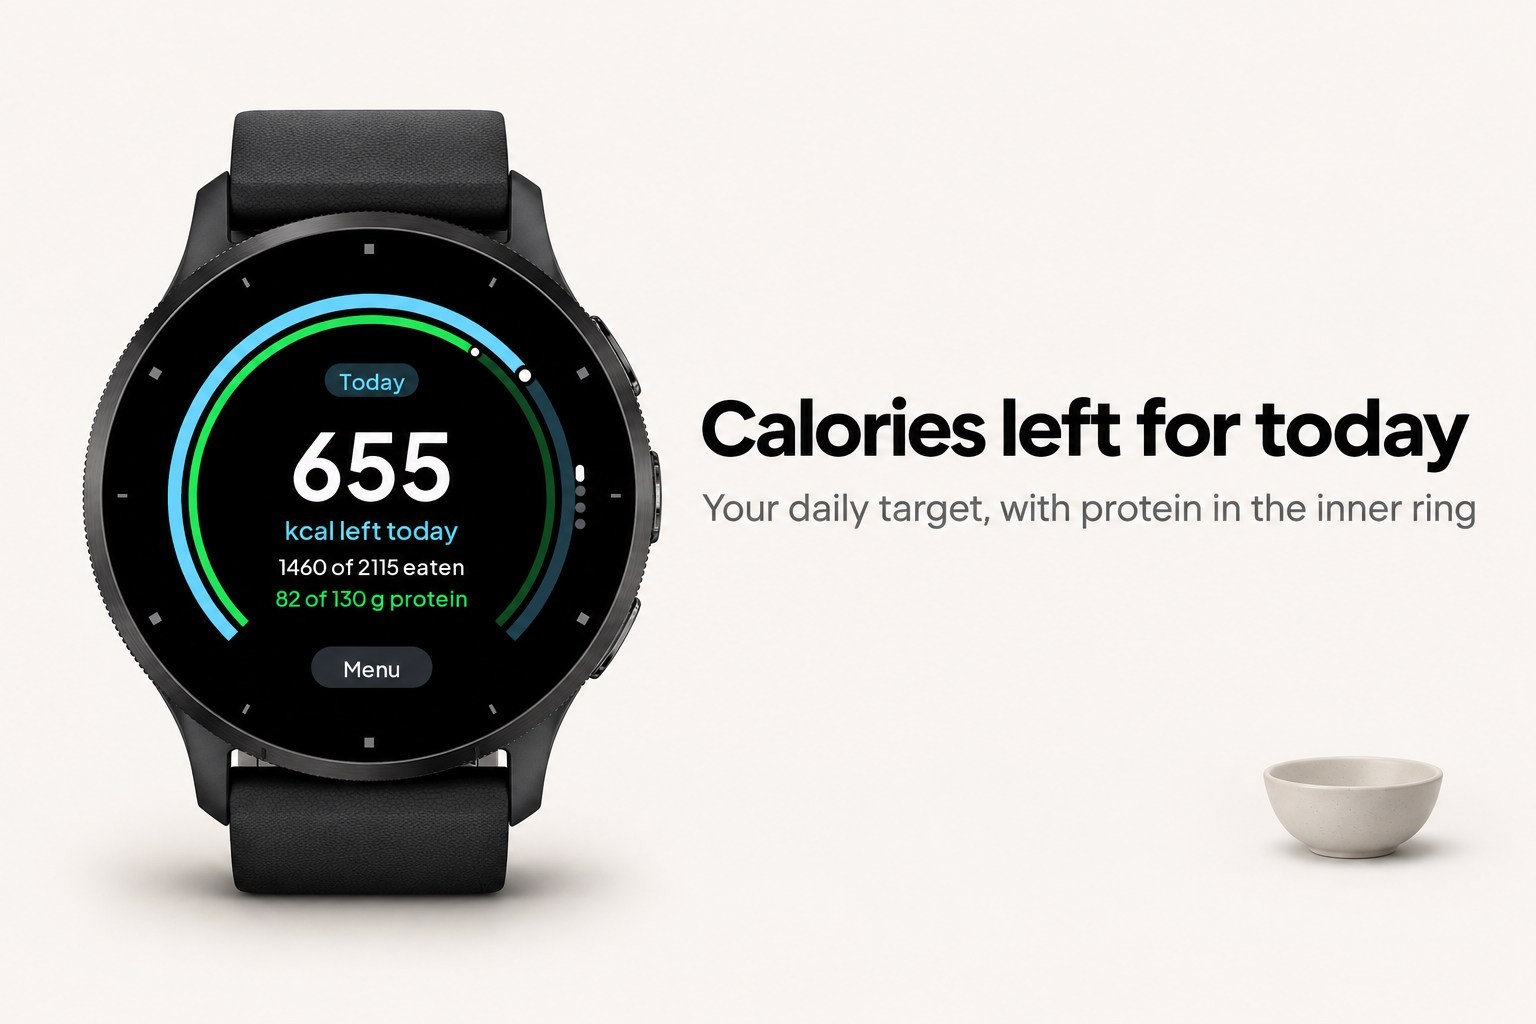 Today
655
kcal left today
1460 of 2115 eaten
82 of 130 g protein
Menu
Calories left for today
Your daily target, with protein in the inner ring